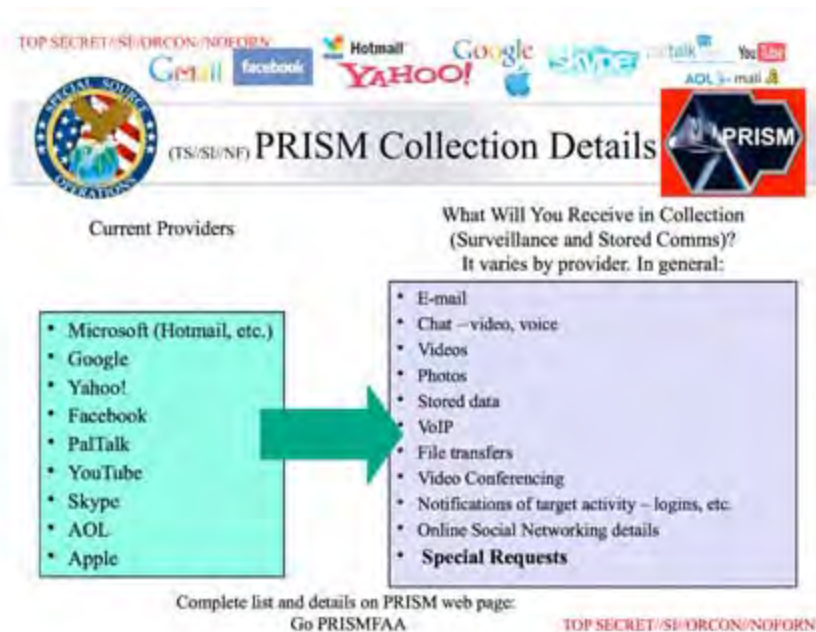 TOP SECRET//SI//ORCON//NOFORN
Gmail
facebook
Hotmail
YAHOO!
Google
skype
paltalk
YouTube
AOL mail
SPECIAL SOURCE
OPERATIONS
(TS//SI//NF) PRISM Collection Details
PRISM
Current Providers
What Will You Receive in Collection
(Surveillance and Stored Comms)?
It varies by provider. In general:
• Microsoft (Hotmail, etc.)
• Google
• Yahoo!
• Facebook
• PalTalk
• YouTube
• Skype
• AOL
• Apple
• E-mail
• Chat – video, voice
• Videos
• Photos
• Stored data
• VoIP
• File transfers
• Video Conferencing
• Notifications of target activity – logins, etc.
• Online Social Networking details
• Special Requests
Complete list and details on PRISM web page:
Go PRISMFAA
TOP SECRET//SI//ORCON//NOFORN